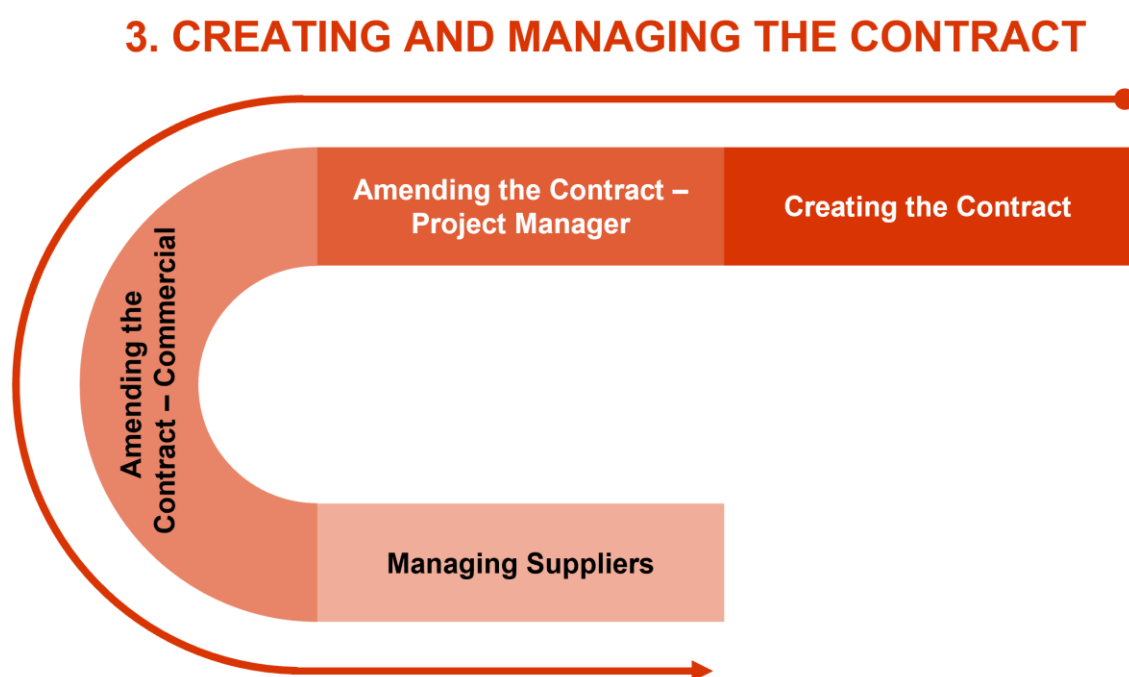 3. CREATING AND MANAGING THE CONTRACT
Amending the Contract –
Project Manager
Creating the Contract
Amending the
Contract – Commercial
Managing Suppliers